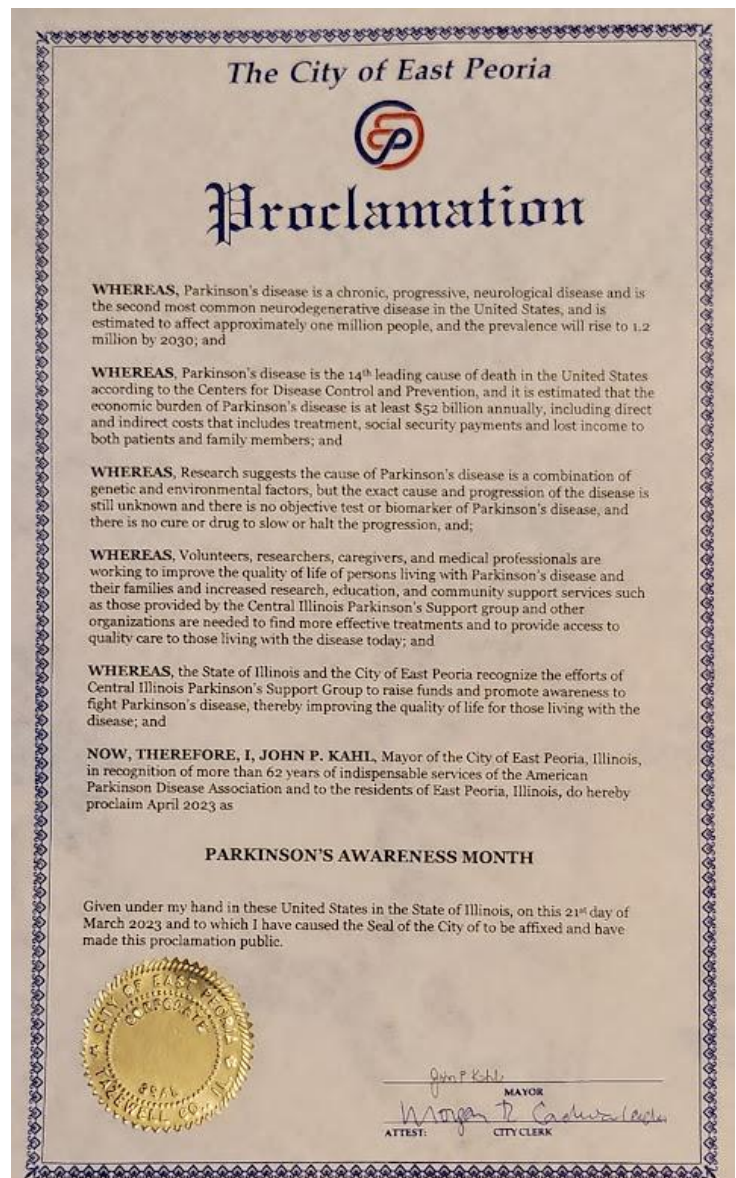 The City of East Peoria
EP
Proclamation
WHEREAS, Parkinson's disease is a chronic, progressive, neurological disease and is
the second most common neurodegenerative disease in the United States, and is
estimated to affect approximately one million people, and the prevalence will rise to 1.2
million by 2030; and
WHEREAS, Parkinson's disease is the 14th leading cause of death in the United States
according to the Centers for Disease Control and Prevention, and it is estimated that the
economic burden of Parkinson's disease is at least $52 billion annually, including direct
and indirect costs that includes treatment, social security payments and lost income to
both patients and family members; and
WHEREAS, Research suggests the cause of Parkinson's disease is a combination of
genetic and environmental factors, but the exact cause and progression of the disease is
still unknown and there is no objective test or biomarker of Parkinson's disease, and
there is no cure or drug to slow or halt the progression, and;
WHEREAS, Volunteers, researchers, caregivers, and medical professionals are
working to improve the quality of life of persons living with Parkinson's disease and
their families and increased research, education, and community support services such
as those provided by the Central Illinois Parkinson's Support group and other
organizations are needed to find more effective treatments and to provide access to
quality care to those living with the disease today; and
WHEREAS, the State of Illinois and the City of East Peoria recognize the efforts of
Central Illinois Parkinson's Support Group to raise funds and promote awareness to
fight Parkinson's disease, thereby improving the quality of life for those living with the
disease; and
NOW, THEREFORE, I, JOHN P. KAHL, Mayor of the City of East Peoria, Illinois,
in recognition of more than 62 years of indispensable services of the American
Parkinson Disease Association and to the residents of East Peoria, Illinois, do hereby
proclaim April 2023 as
PARKINSON'S AWARENESS MONTH
Given under my hand in these United States in the State of Illinois, on this 21st day of
March 2023 and to which I have caused the Seal of the City of to be affixed and have
made this proclamation public.
CITY OF EAST PEORIA
CORPORATE
SEAL
TAZEWELL CO., IL
John P Kahl
MAYOR
Morgan R
ATTEST: CITY CLERK